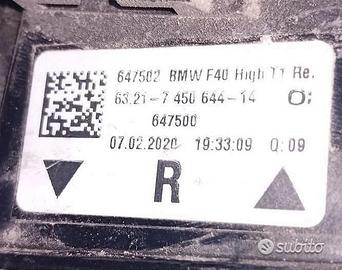 647502 BMW F40 High T1 Re.
63.21-7 450 644-14
647500
07.02.2020 19:33:09 Q:09
R
subito